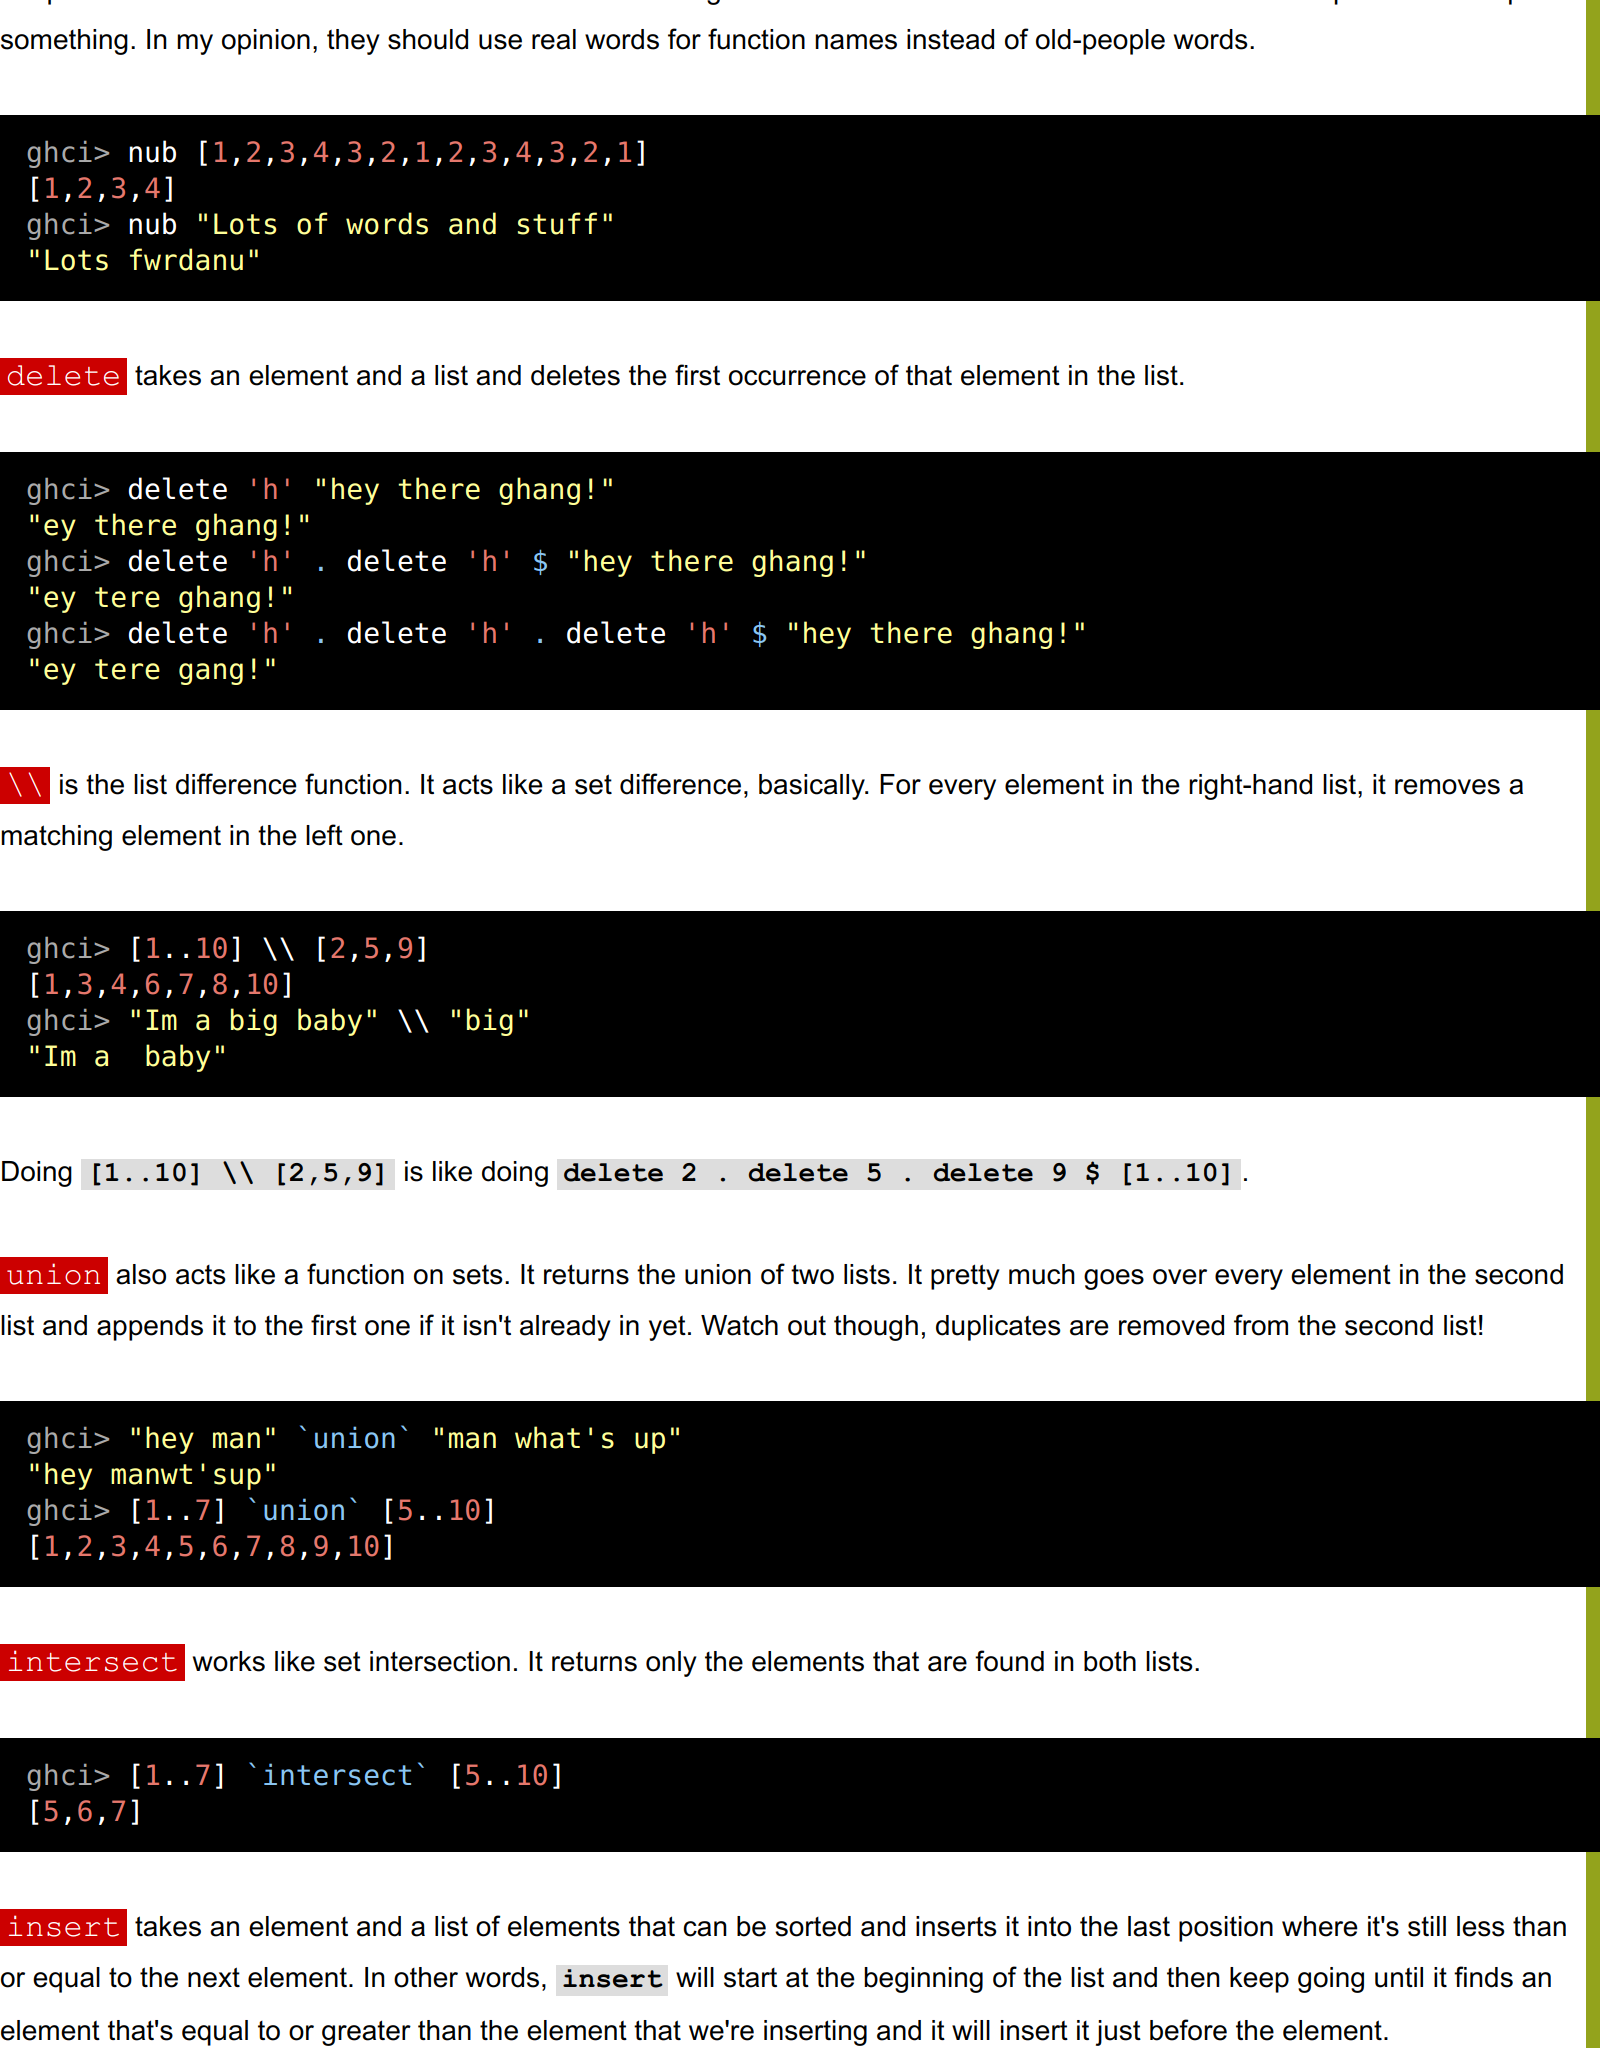 something. In my opinion, they should use real words for function names instead of old-people words.
ghci> nub [1,2,3,4,3,2,1,2,3,4,3,2,1]
[1,2,3,4]
ghci> nub "Lots of words and stuff"
"Lots fwrdanu"
delete takes an element and a list and deletes the first occurrence of that element in the list.
ghci> delete 'h' "hey there ghang!"
"ey there ghang!"
ghci> delete 'h' . delete 'h' $ "hey there ghang!"
"ey tere ghang!"
ghci> delete 'h' . delete 'h' . delete 'h' $ "hey there ghang!"
"ey tere gang!"
\\ is the list difference function. It acts like a set difference, basically. For every element in the right-hand list, it removes a
matching element in the left one.
ghci> [1..10] \\ [2,5,9]
[1,3,4,6,7,8,10]
ghci> "Im a big baby" \\ "big"
"Im a  baby"
Doing [1..10] \\ [2,5,9] is like doing delete 2 . delete 5 . delete 9 $ [1..10].
union also acts like a function on sets. It returns the union of two lists. It pretty much goes over every element in the second
list and appends it to the first one if it isn't already in yet. Watch out though, duplicates are removed from the second list!
ghci> "hey man" `union` "man what's up"
"hey manwt'sup"
ghci> [1..7] `union` [5..10]
[1,2,3,4,5,6,7,8,9,10]
intersect works like set intersection. It returns only the elements that are found in both lists.
ghci> [1..7] `intersect` [5..10]
[5,6,7]
insert takes an element and a list of elements that can be sorted and inserts it into the last position where it's still less than
or equal to the next element. In other words, insert will start at the beginning of the list and then keep going until it finds an
element that's equal to or greater than the element that we're inserting and it will insert it just before the element.